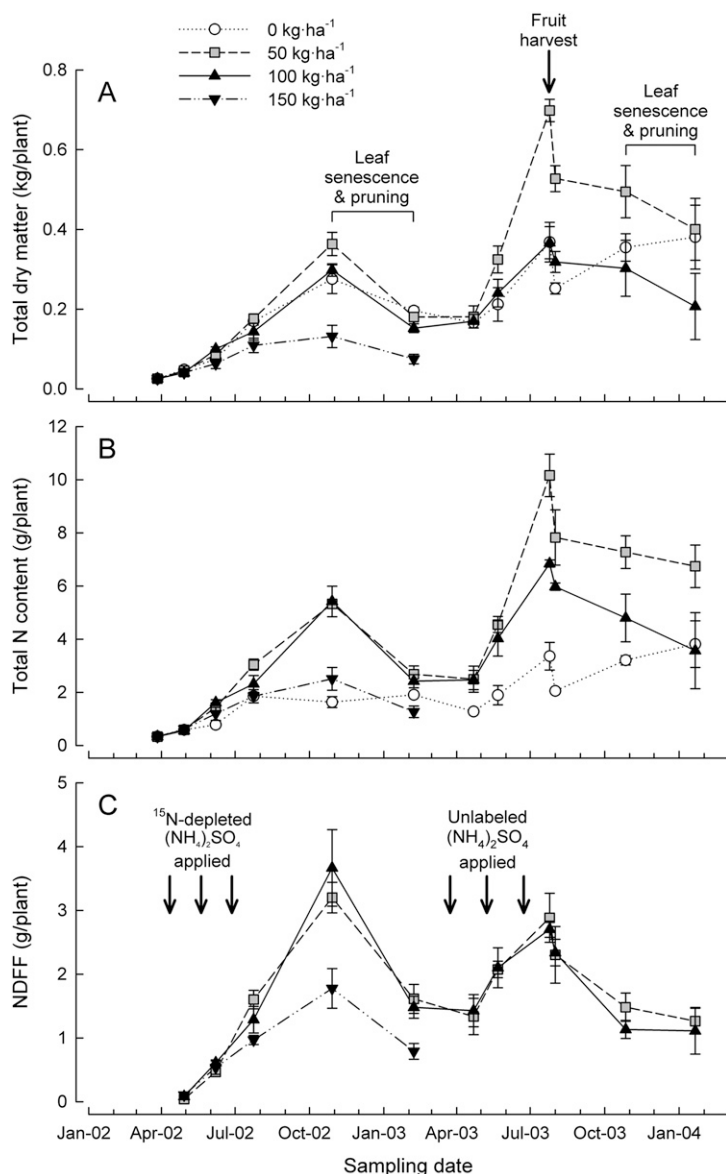 0 kg·ha⁻¹
50 kg·ha⁻¹
100 kg·ha⁻¹
150 kg·ha⁻¹
Fruit
harvest
A
Leaf
senescence
& pruning
Leaf
senescence
& pruning
Total dry matter (kg/plant)
0.8
0.6
0.4
0.2
0.0
B
Total N content (g/plant)
12
10
8
6
4
2
0
C
¹⁵N-depleted
(NH₄)₂SO₄
applied
Unlabeled
(NH₄)₂SO₄
applied
NDFF (g/plant)
5
4
3
2
1
0
Jan-02 Apr-02 Jul-02 Oct-02 Jan-03 Apr-03 Jul-03 Oct-03 Jan-04
Sampling date